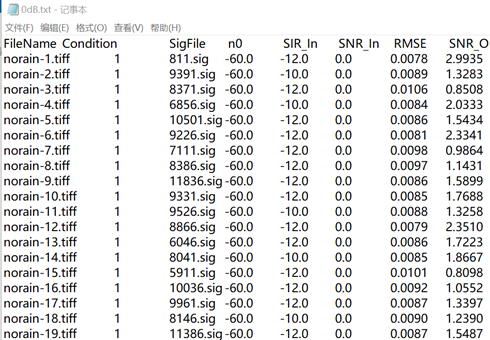 0dB.txt - 记事本
文件(F) 编辑(E) 格式(O) 查看(V) 帮助(H)
FileName Condition SigFile n0 SIR_In SNR_In RMSE SNR_O
norain-1.tiff 1 811.sig -60.0 -12.0 0.0 0.0078 2.9935
norain-2.tiff 1 9391.sig -60.0 -10.0 0.0 0.0089 1.3283
norain-3.tiff 1 8371.sig -60.0 -12.0 0.0 0.0106 0.8508
norain-4.tiff 1 6856.sig -60.0 -10.0 0.0 0.0084 2.0333
norain-5.tiff 1 10501.sig -60.0 -12.0 0.0 0.0086 1.5434
norain-6.tiff 1 9226.sig -60.0 -12.0 0.0 0.0081 2.3341
norain-7.tiff 1 7111.sig -60.0 -12.0 0.0 0.0098 0.9864
norain-8.tiff 1 8386.sig -60.0 -12.0 0.0 0.0097 1.1431
norain-9.tiff 1 11836.sig -60.0 -12.0 0.0 0.0086 1.5899
norain-10.tiff 1 9331.sig -60.0 -12.0 0.0 0.0085 1.7688
norain-11.tiff 1 9526.sig -60.0 -10.0 0.0 0.0088 1.3258
norain-12.tiff 1 8866.sig -60.0 -12.0 0.0 0.0079 2.3510
norain-13.tiff 1 6046.sig -60.0 -12.0 0.0 0.0086 1.7223
norain-14.tiff 1 8041.sig -60.0 -10.0 0.0 0.0085 1.8667
norain-15.tiff 1 5911.sig -60.0 -12.0 0.0 0.0101 0.8098
norain-16.tiff 1 10036.sig -60.0 -12.0 0.0 0.0092 1.0552
norain-17.tiff 1 9961.sig -60.0 -12.0 0.0 0.0087 1.3397
norain-18.tiff 1 8146.sig -60.0 -10.0 0.0 0.0090 1.2390
norain-19.tiff 1 11386.sig -60.0 -12.0 0.0 0.0087 1.5487